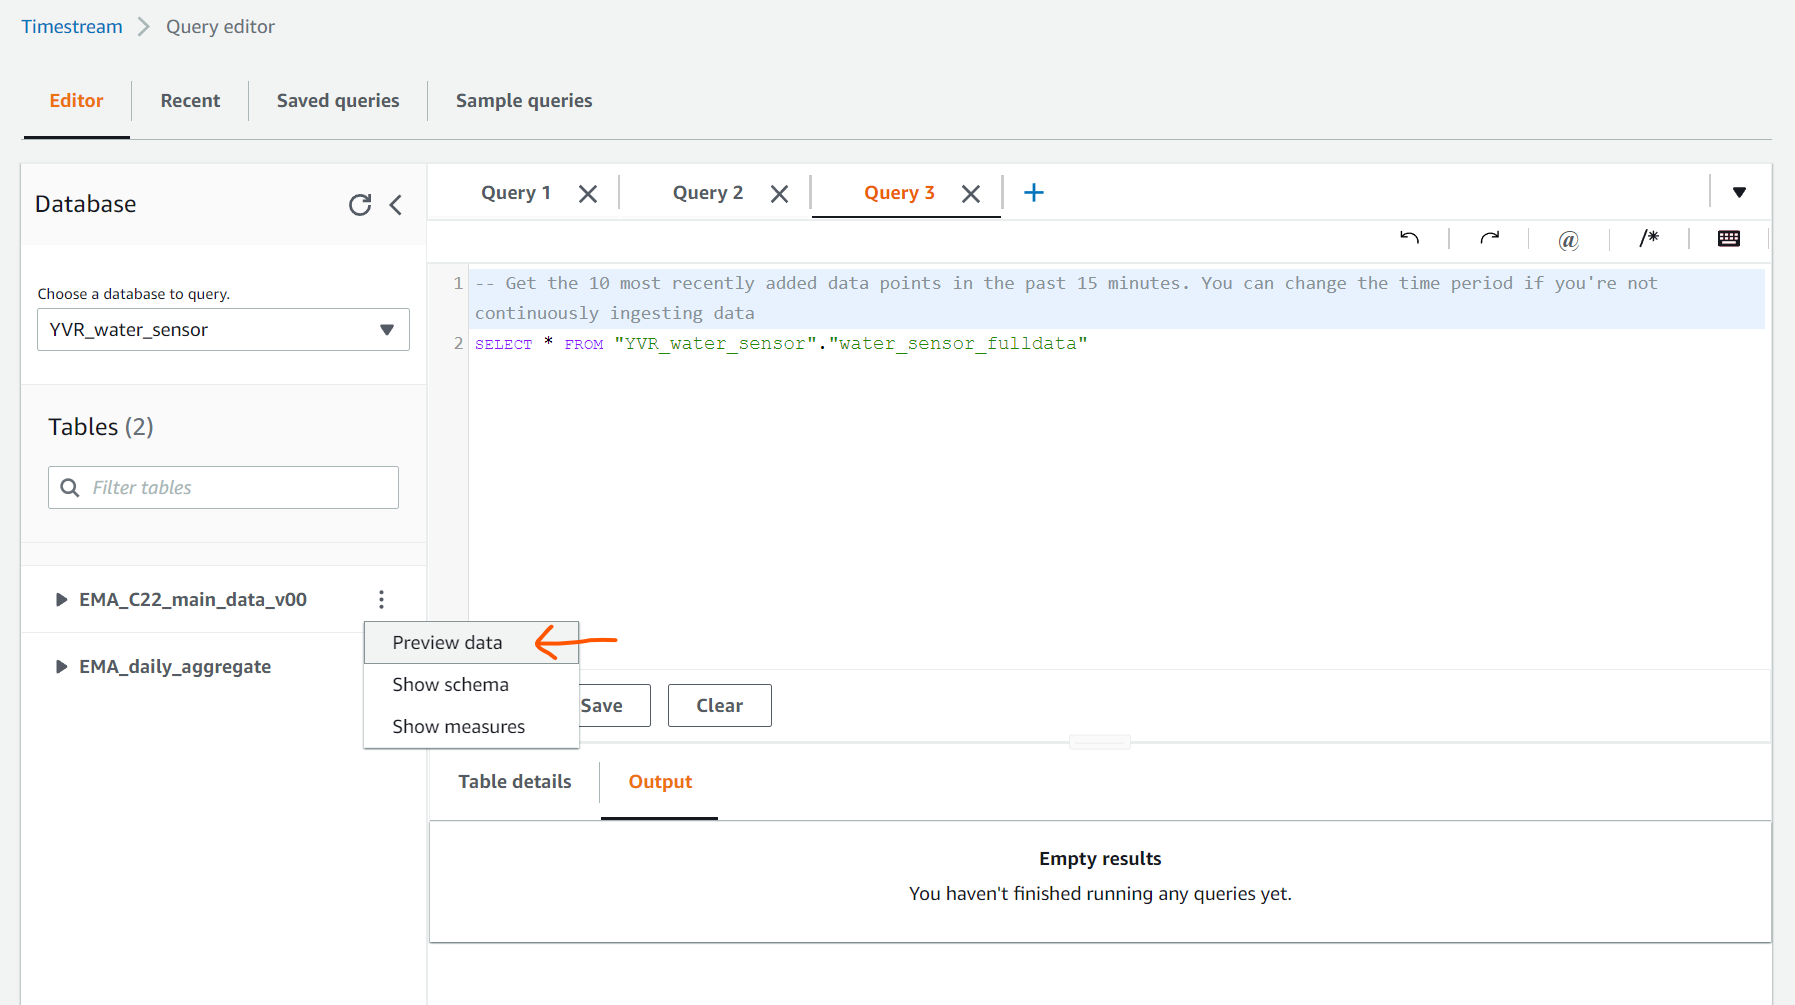 Timestream > Query editor
Editor
Recent
Saved queries
Sample queries
Database
Choose a database to query.
YVR_water_sensor
Tables (2)
Filter tables
EMA_C22_main_data_v00
EMA_daily_aggregate
Preview data
Show schema
Show measures
Query 1
Query 2
Query 3
@
/*
1 -- Get the 10 most recently added data points in the past 15 minutes. You can change the time period if you're not
continuously ingesting data
2 SELECT * FROM "YVR_water_sensor"."water_sensor_fulldata"
Save
Clear
Table details
Output
Empty results
You haven't finished running any queries yet.